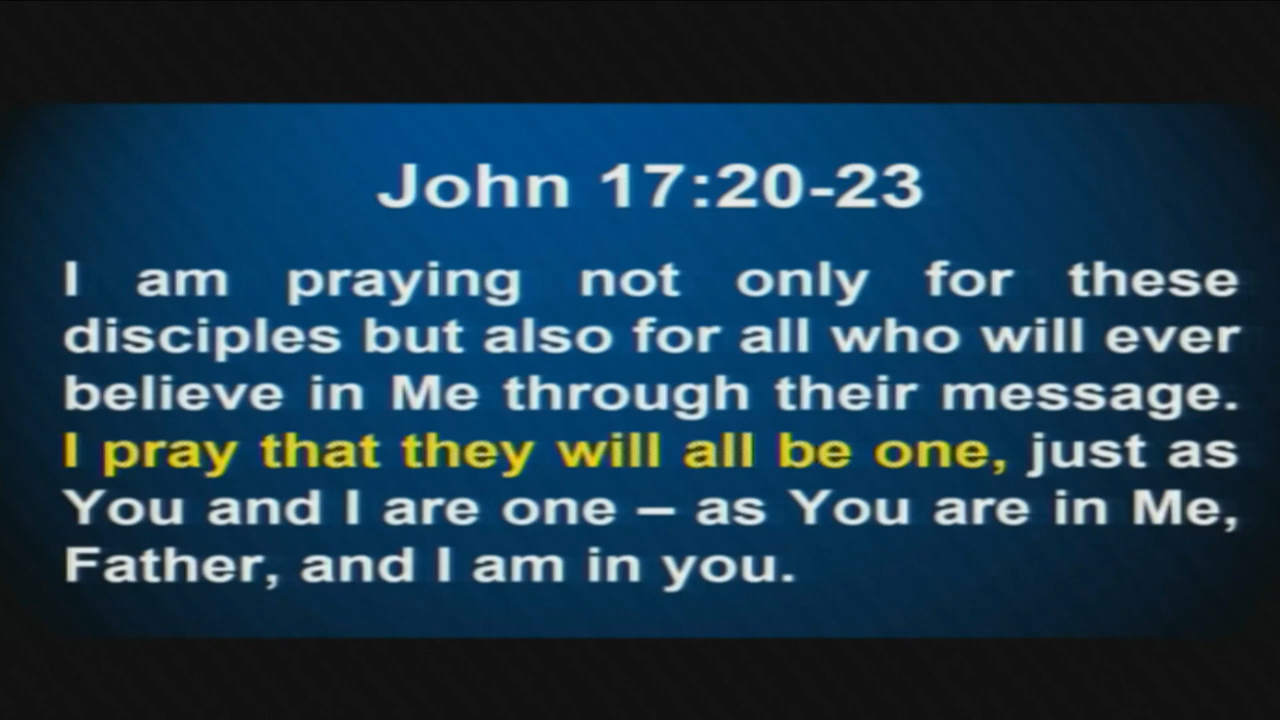 John 17:20-23
I am praying not only for these
disciples but also for all who will ever
believe in Me through their message.
I pray that they will all be one, just as
You and I are one – as You are in Me,
Father, and I am in you.